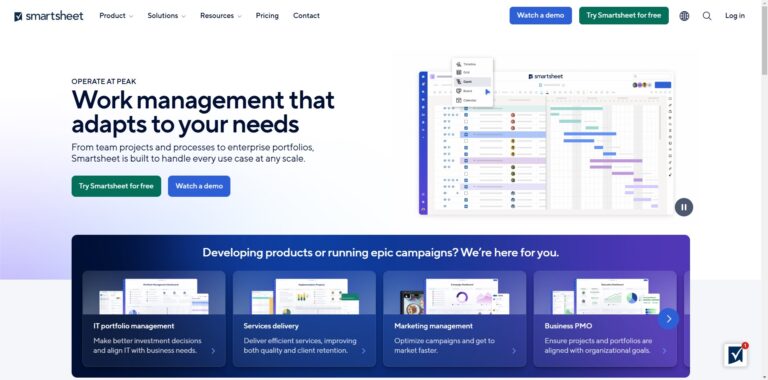 smartsheet
Product
Solutions
Resources
Pricing
Contact
Watch a demo
Try Smartsheet for free
Log in
OPERATE AT PEAK
Work management that
adapts to your needs
From team projects and processes to enterprise portfolios,
Smartsheet is built to handle every use case at any scale.
Try Smartsheet for free
Watch a demo
Timeline
Grid
Gantt
Board
Calendar
smartsheet
Developing products or running epic campaigns? We're here for you.
IT portfolio management
Make better investment decisions
and align IT with business needs.
Services delivery
Deliver efficient services, improving
both quality and client retention.
Marketing management
Optimize campaigns and get to
market faster.
Business PMO
Ensure projects and portfolios are
aligned with organizational goals.
1